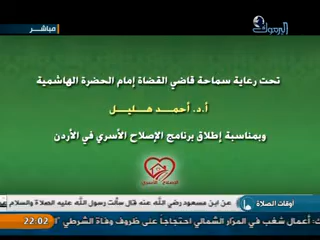 مباشر
اليرموك
تحت رعاية سماحة قاضي القضاة إمام الحضرة الهاشمية
أ.د. أحمد هليل
وبمناسبة إطلاق برنامج الإصلاح الأسري في الأردن
الإصلاح الأسري
أوقات الصلاة
عن ابن مسعود رضي الله عنه قال سألت رسول الله عليه الصلاة والسلام
22:02
أعمال شغب في المزار الشمالي احتجاجاً على ظروف وفاة الشرطي